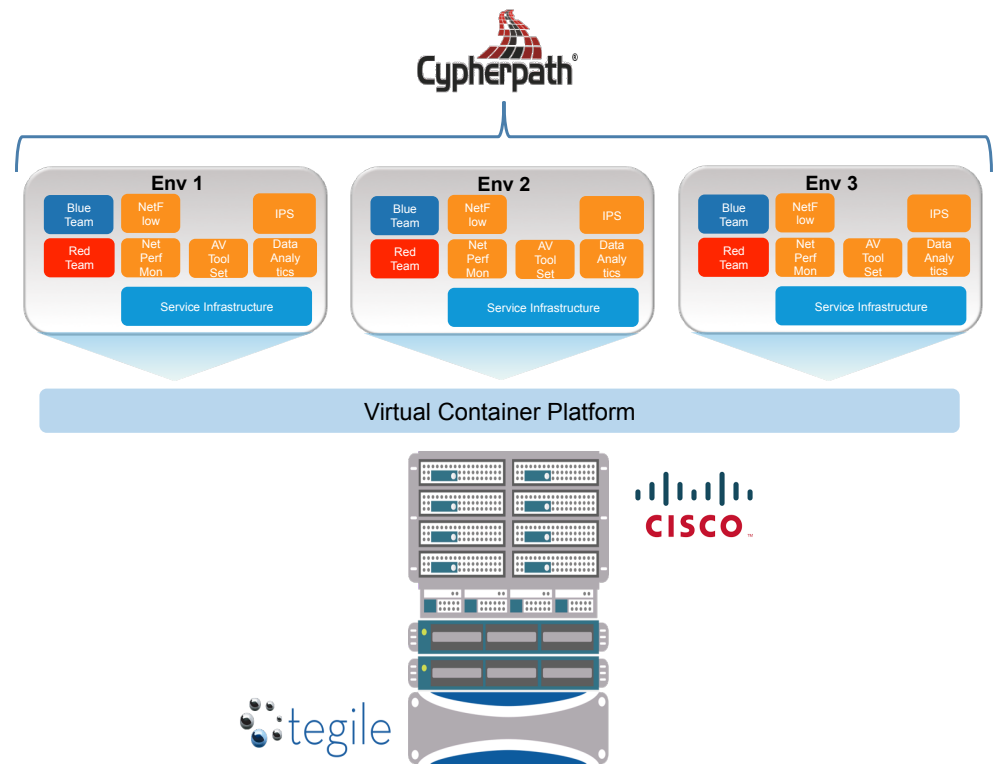 Cypherpath®
Env 1
Blue
Team
NetF
low
IPS
Red
Team
Net
Perf
Mon
AV
Tool
Set
Data
Analy
tics
Service Infrastructure
Env 2
Blue
Team
NetF
low
IPS
Red
Team
Net
Perf
Mon
AV
Tool
Set
Data
Analy
tics
Service Infrastructure
Env 3
Blue
Team
NetF
low
IPS
Red
Team
Net
Perf
Mon
AV
Tool
Set
Data
Analy
tics
Service Infrastructure
Virtual Container Platform
CISCO™
tegile